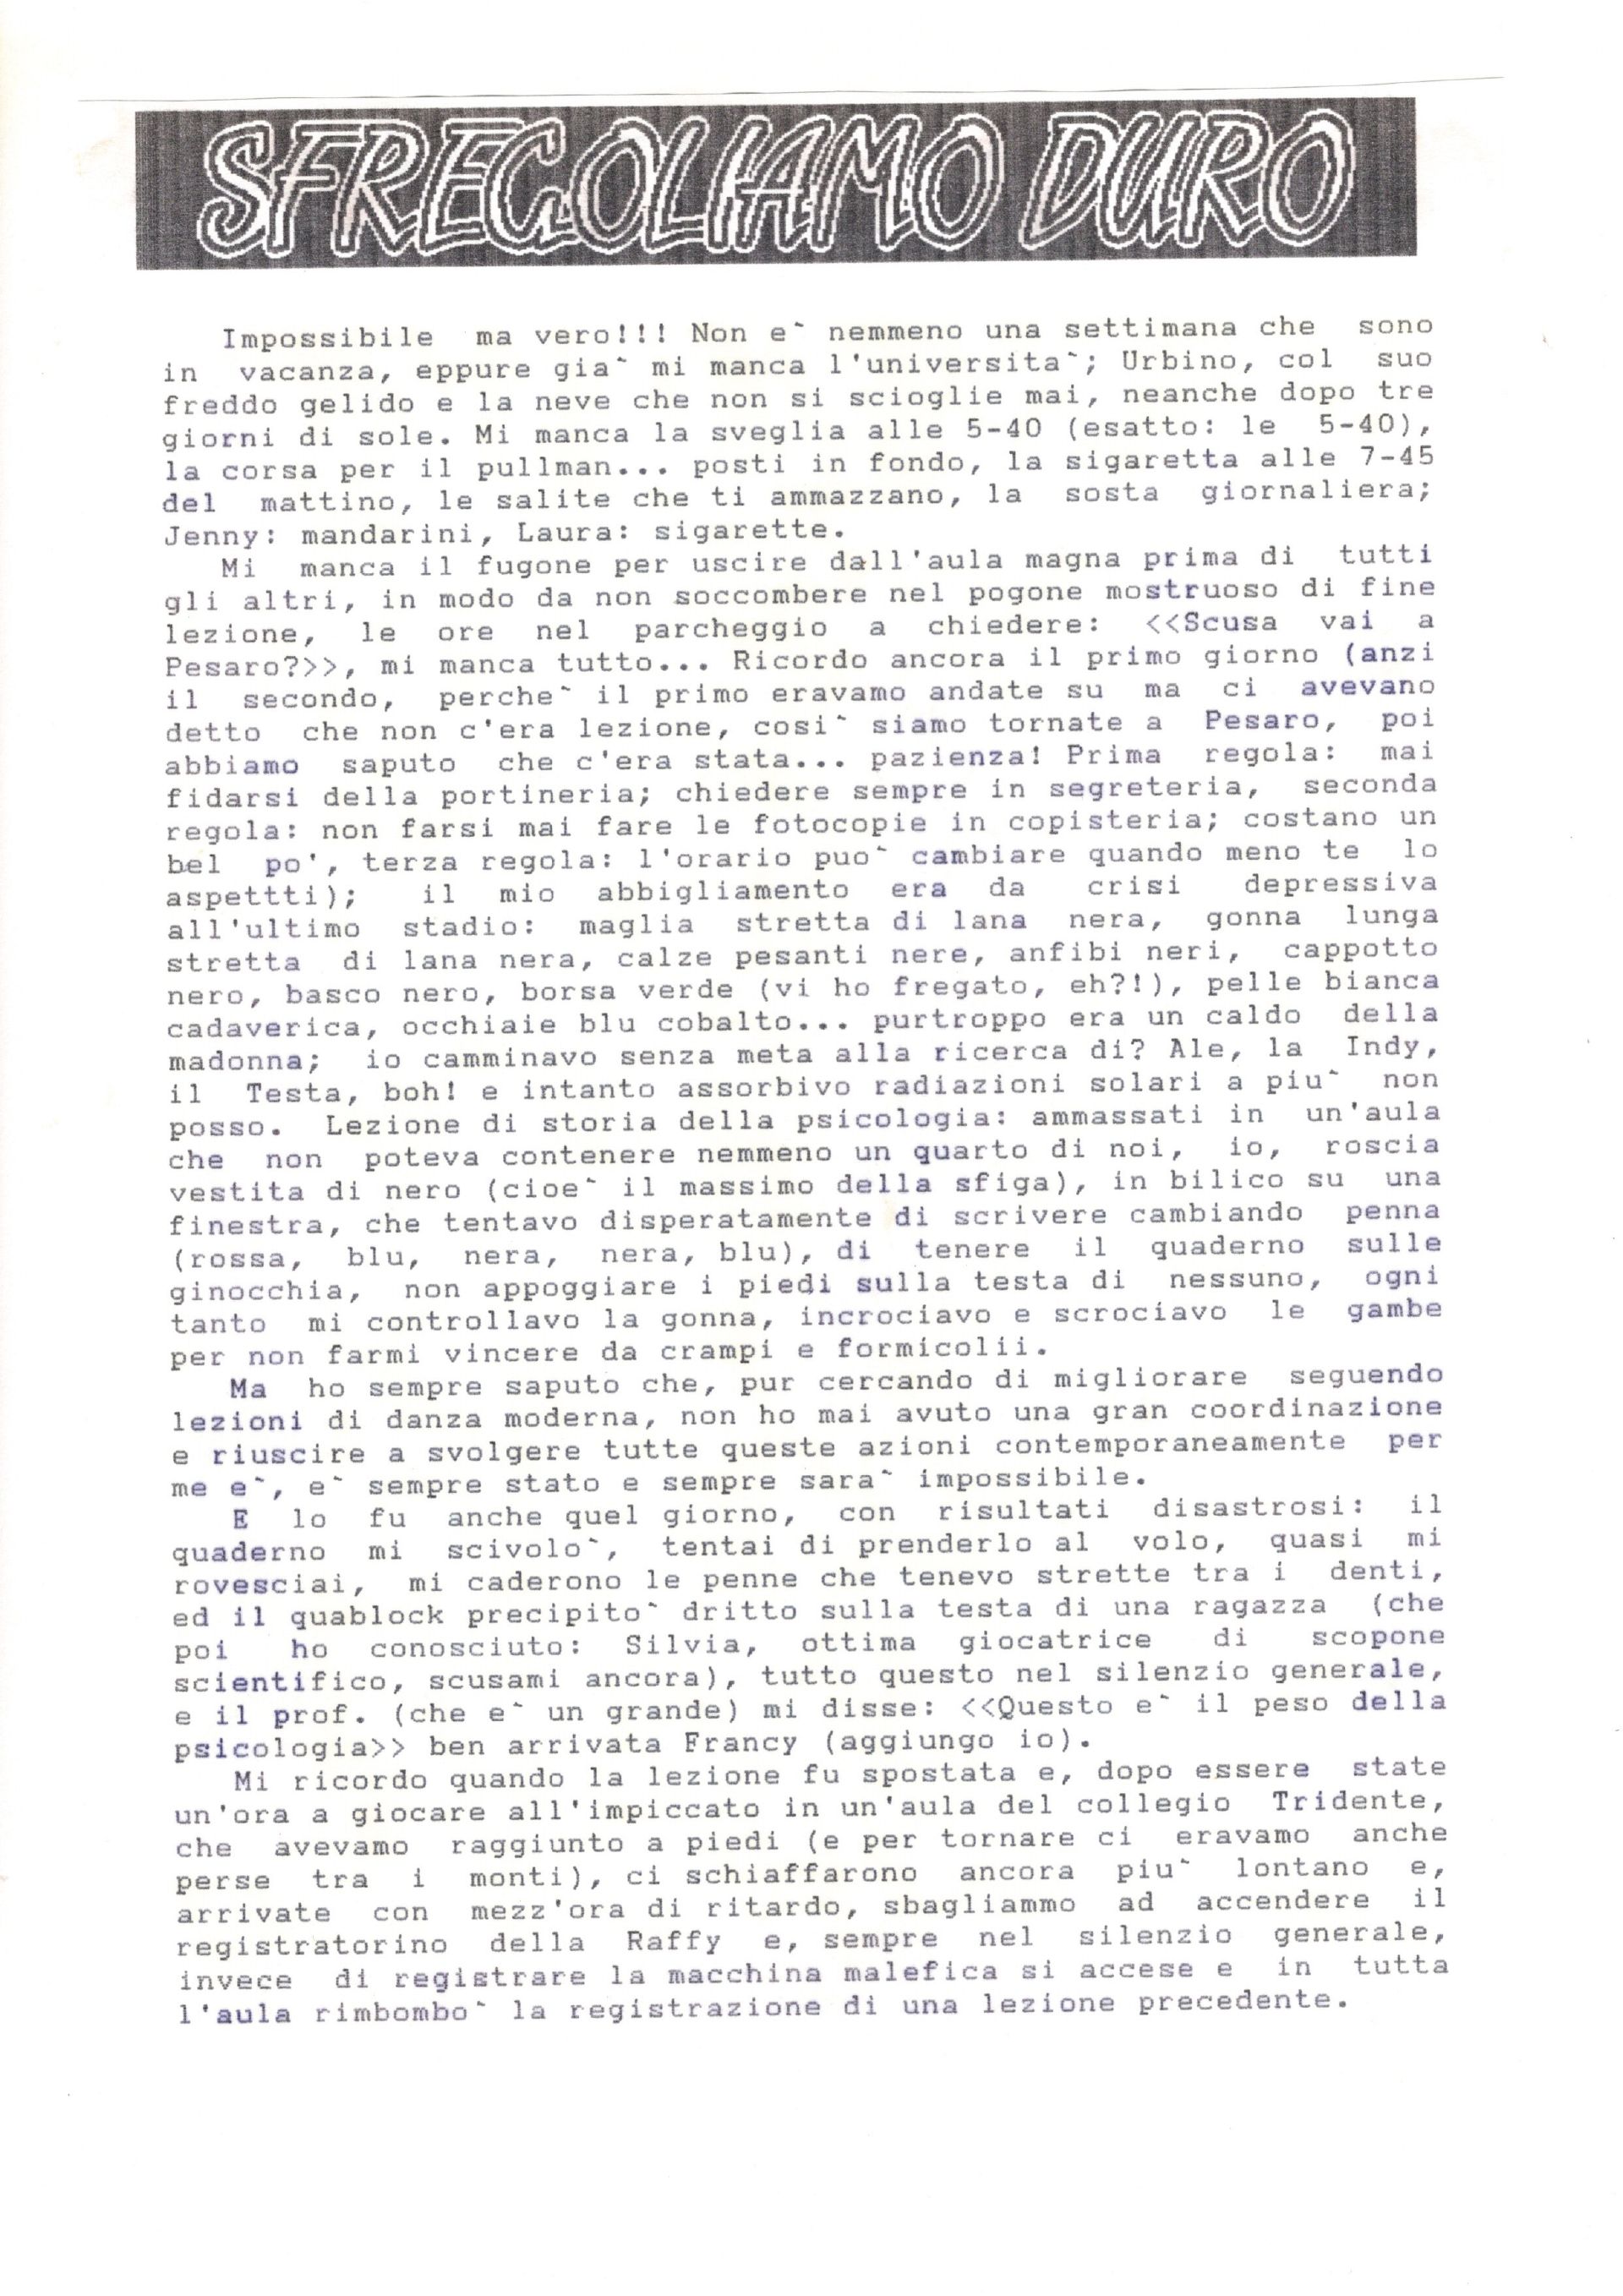 SFREGOLIAMO DURO
Impossibile ma vero!!! Non e` nemmeno una settimana che sono
in vacanza, eppure gia` mi manca l'universita`; Urbino, col suo
freddo gelido e la neve che non si scioglie mai, neanche dopo tre
giorni di sole. Mi manca la sveglia alle 5-40 (esatto: le 5-40),
la corsa per il pullman... posti in fondo, la sigaretta alle 7-45
del mattino, le salite che ti ammazzano, la sosta giornaliera;
Jenny: mandarini, Laura: sigarette.
Mi manca il fugone per uscire dall'aula magna prima di tutti
gli altri, in modo da non soccombere nel pogone mostruoso di fine
lezione, le ore nel parcheggio a chiedere: <<Scusa vai a
Pesaro?>>, mi manca tutto... Ricordo ancora il primo giorno (anzi
il secondo, perche` il primo eravamo andate su ma ci avevano
detto che non c'era lezione, cosi` siamo tornate a Pesaro, poi
abbiamo saputo che c'era stata... pazienza! Prima regola: mai
fidarsi della portineria; chiedere sempre in segreteria, seconda
regola: non farsi mai fare le fotocopie in copisteria; costano un
bel po', terza regola: l'orario puo` cambiare quando meno te lo
aspettti); il mio abbigliamento era da crisi depressiva
all'ultimo stadio: maglia stretta di lana nera, gonna lunga
stretta di lana nera, calze pesanti nere, anfibi neri, cappotto
nero, basco nero, borsa verde (vi ho fregato, eh?!), pelle bianca
cadaverica, occhiaie blu cobalto... purtroppo era un caldo della
madonna; io camminavo senza meta alla ricerca di? Ale, la Indy,
il Testa, boh! e intanto assorbivo radiazioni solari a piu` non
posso. Lezione di storia della psicologia: ammassati in un'aula
che non poteva contenere nemmeno un quarto di noi, io, roscia
vestita di nero (cioe` il massimo della sfiga), in bilico su una
finestra, che tentavo disperatamente di scrivere cambiando penna
(rossa, blu, nera, nera, blu), di tenere il quaderno sulle
ginocchia, non appoggiare i piedi sulla testa di nessuno, ogni
tanto mi controllavo la gonna, incrociavo e scrociavo le gambe
per non farmi vincere da crampi e formicolii.
Ma ho sempre saputo che, pur cercando di migliorare seguendo
lezioni di danza moderna, non ho mai avuto una gran coordinazione
e riuscire a svolgere tutte queste azioni contemporaneamente per
me e`, e` sempre stato e sempre sara` impossibile.
E lo fu anche quel giorno, con risultati disastrosi: il
quaderno mi scivolo`, tentai di prenderlo al volo, quasi mi
rovesciai, mi caderono le penne che tenevo strette tra i denti,
ed il quablock precipito` dritto sulla testa di una ragazza (che
poi ho conosciuto: Silvia, ottima giocatrice di scopone
scientifico, scusami ancora), tutto questo nel silenzio generale,
e il prof. (che e` un grande) mi disse: <<Questo e` il peso della
psicologia>> ben arrivata Francy (aggiungo io).
Mi ricordo quando la lezione fu spostata e, dopo essere state
un'ora a giocare all'impiccato in un'aula del collegio Tridente,
che avevamo raggiunto a piedi (e per tornare ci eravamo anche
perse tra i monti), ci schiaffarono ancora piu` lontano e,
arrivate con mezz'ora di ritardo, sbagliammo ad accendere il
registratorino della Raffy e, sempre nel silenzio generale,
invece di registrare la macchina malefica si accese e in tutta
l'aula rimbombo` la registrazione di una lezione precedente.